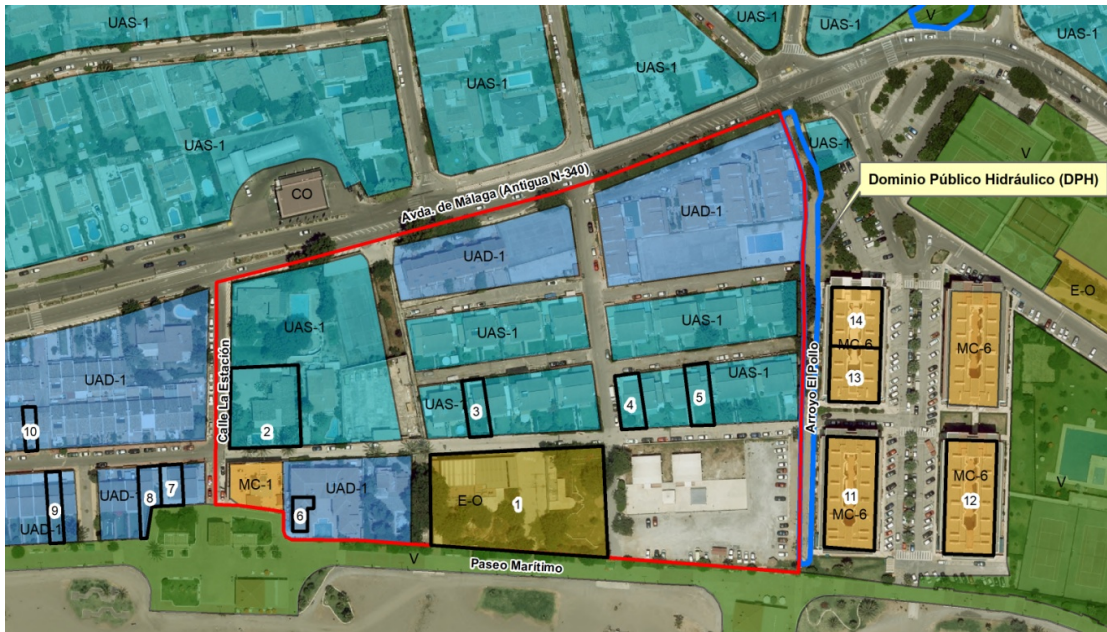 UAS-1
V
UAS-1
UAS-1
UAS-1
UAS-1
UAS-1
UAS-1
V
CO
Dominio Público Hidráulico (DPH)
Avda. de Málaga (Antigua N-340)
UAD-1
UAD-1
E-O
UAS-1
14
MC-6
MC-6
UAS-1
UAS-1
Calle La Estación
Arroyo El Pollo
UAD-1
13
UAS-1
3
4
5
UAS-1
10
2
MC-6
V
MC-1
UAD-1
E-O
1
UAD-1
8
7
9
UAD-1
6
11
MC-6
12
V
Paseo Marítimo